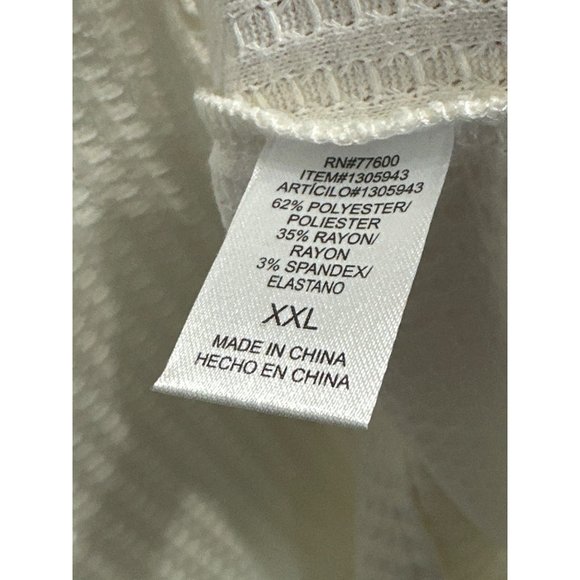 RN#77600
ITEM#1305943
ARTÍCILO#1305943
62% POLYESTER/
POLIESTER
35% RAYON/
RAYON
3% SPANDEX/
ELASTANO
XXL
MADE IN CHINA
HECHO EN CHINA